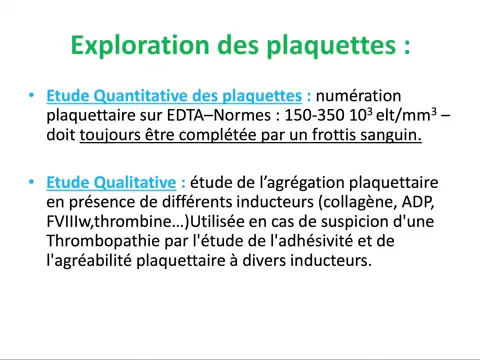 Exploration des plaquettes :
• Etude Quantitative des plaquettes : numération
plaquettaire sur EDTA–Normes : 150-350 10³ elt/mm³ –
doit toujours être complétée par un frottis sanguin.
• Etude Qualitative : étude de l’agrégation plaquettaire
en présence de différents inducteurs (collagène, ADP,
FVIIIw,thrombine…)Utilisée en cas de suspicion d'une
Thrombopathie par l'étude de l'adhésivité et de
l'agréabilité plaquettaire à divers inducteurs.